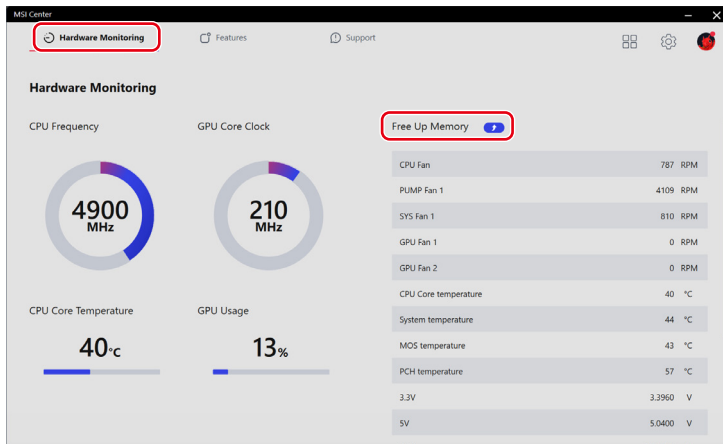 MSI Center
Hardware Monitoring
Features
Support
Hardware Monitoring
CPU Frequency
GPU Core Clock
4900
MHz
210
MHz
CPU Core Temperature
GPU Usage
40°C
13%
Free Up Memory
CPU Fan 787 RPM
PUMP Fan 1 4109 RPM
SYS Fan 1 810 RPM
GPU Fan 1 0 RPM
GPU Fan 2 0 RPM
CPU Core temperature 40 °C
System temperature 44 °C
MOS temperature 43 °C
PCH temperature 57 °C
3.3V 3.3960 V
5V 5.0400 V